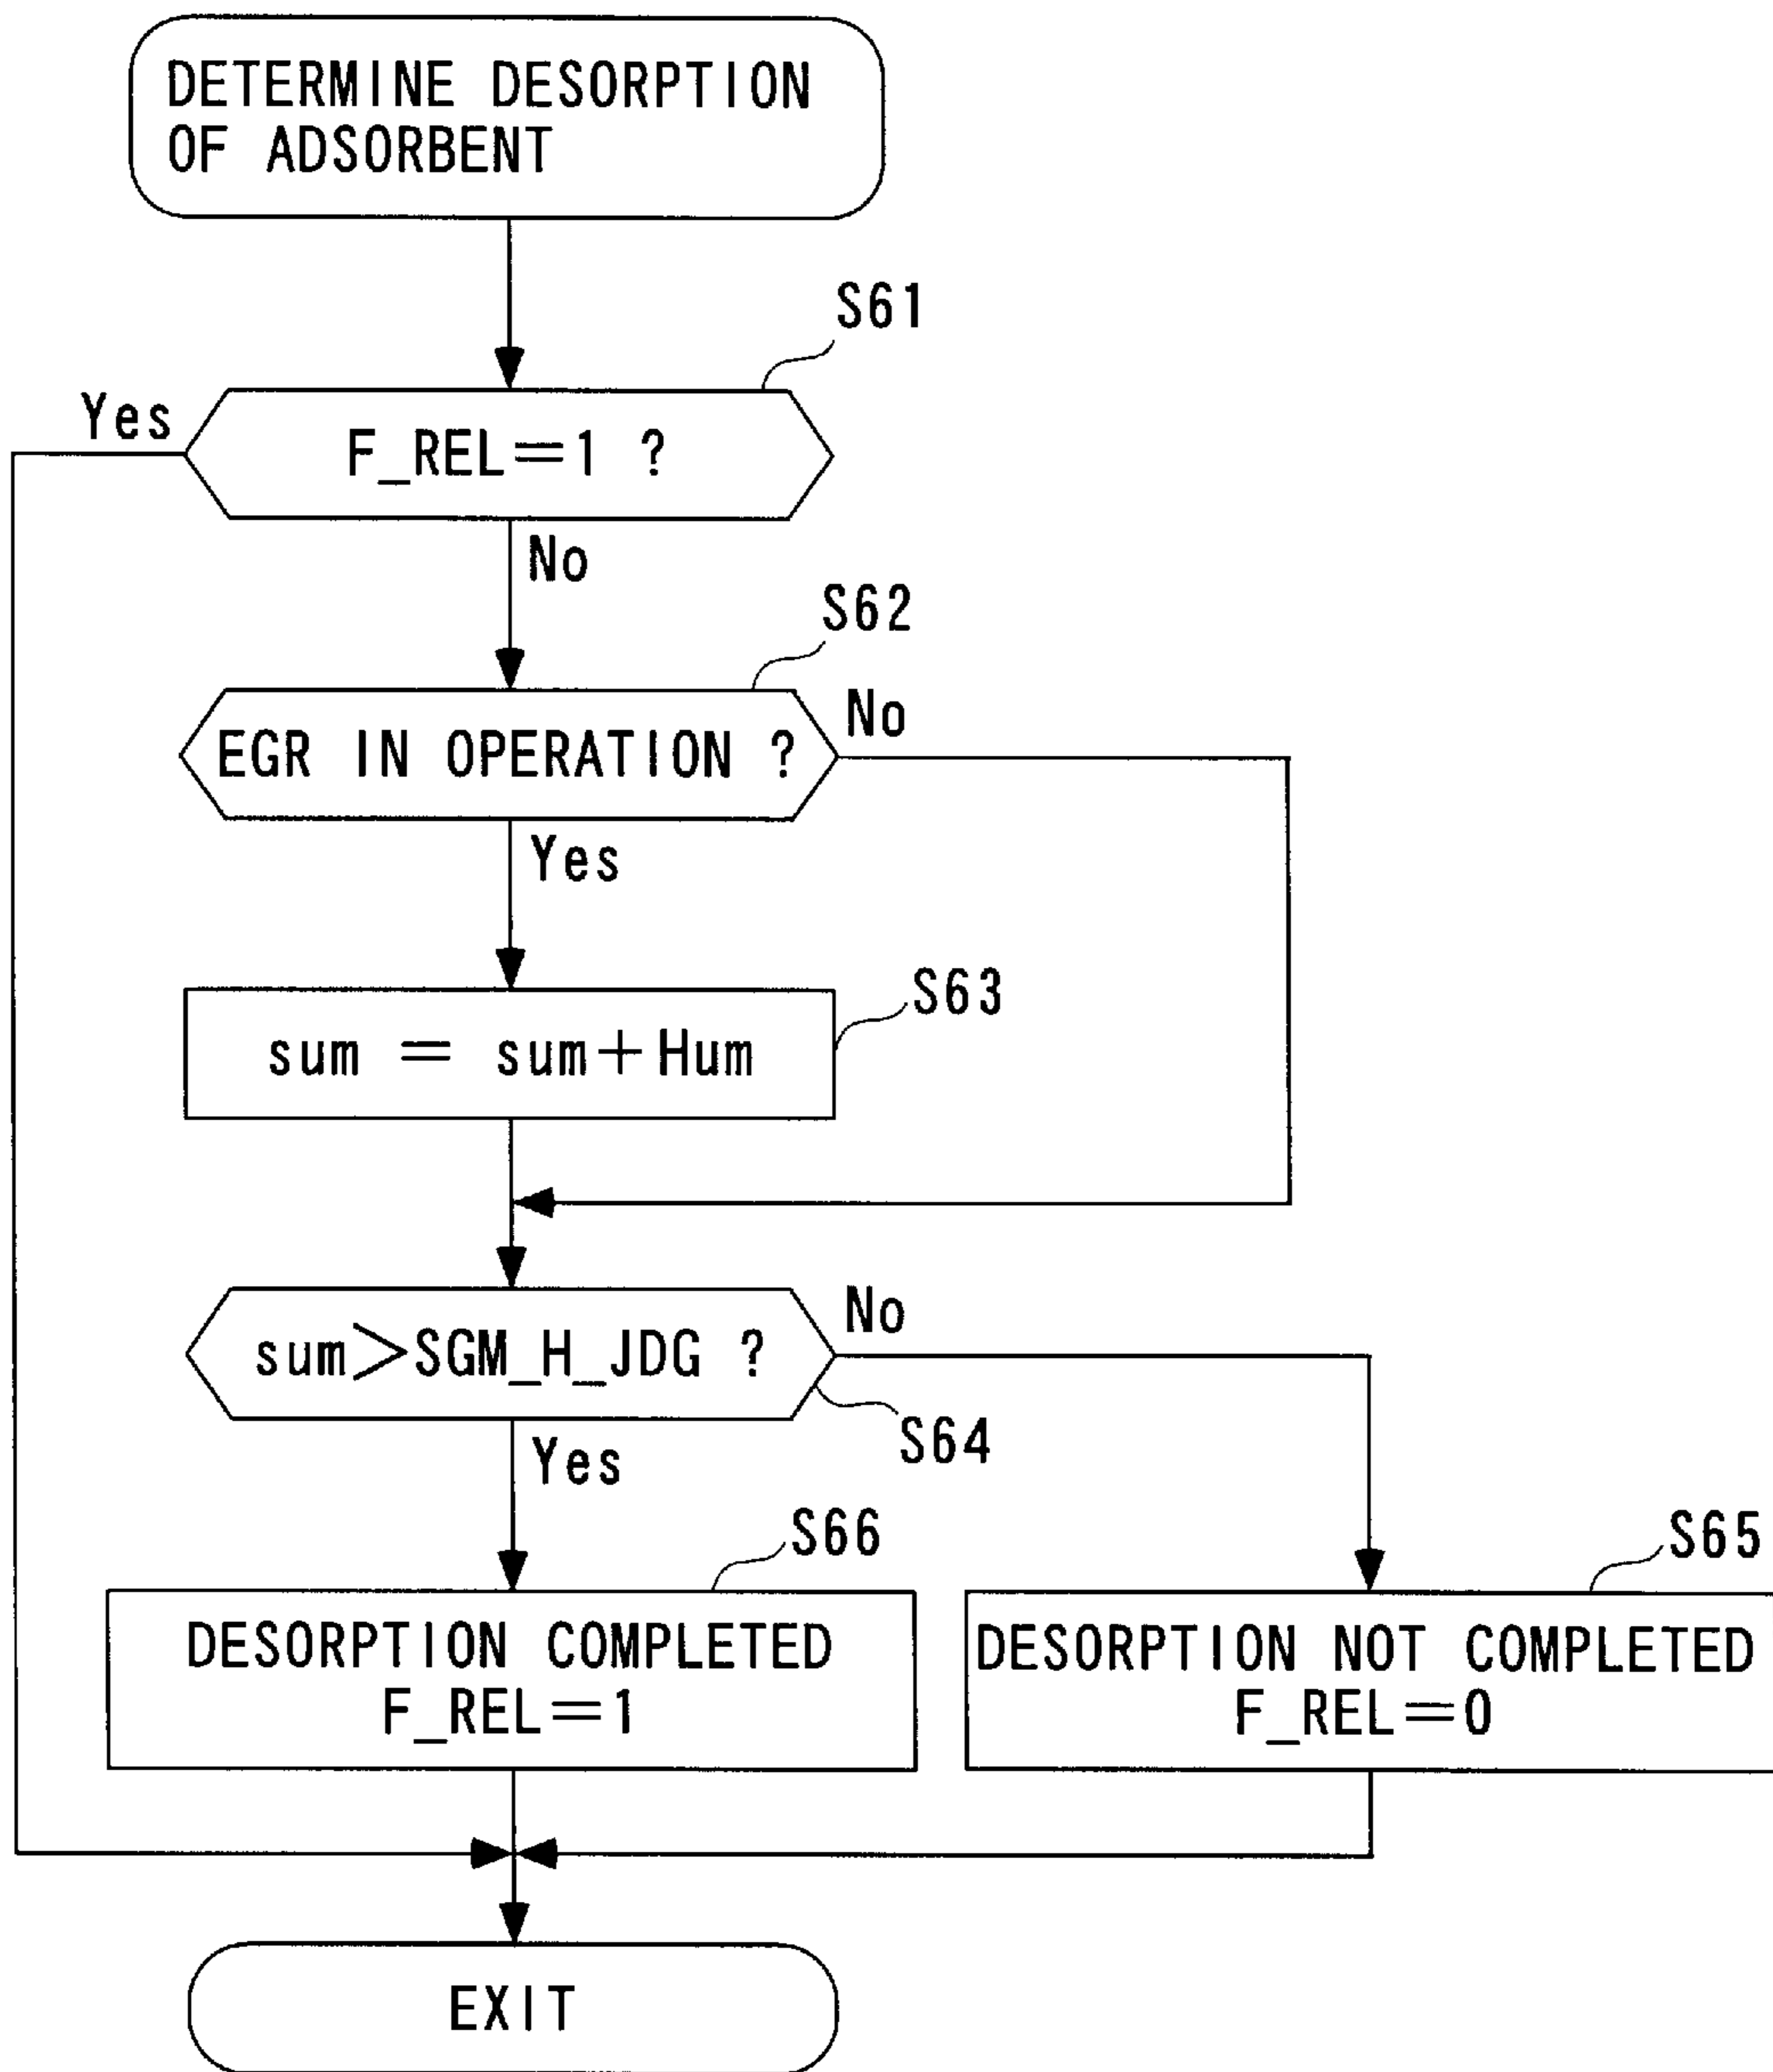 DETERMINE DESORPTION
OF ADSORBENT
S61
Yes
F_REL=1 ?
No
S62
EGR IN OPERATION ?
No
Yes
S63
sum = sum+Hum
sum>SGM_H_JDG ?
No
S64
Yes
S66
S65
DESORPTION COMPLETED
F_REL=1
DESORPTION NOT COMPLETED
F_REL=0
EXIT